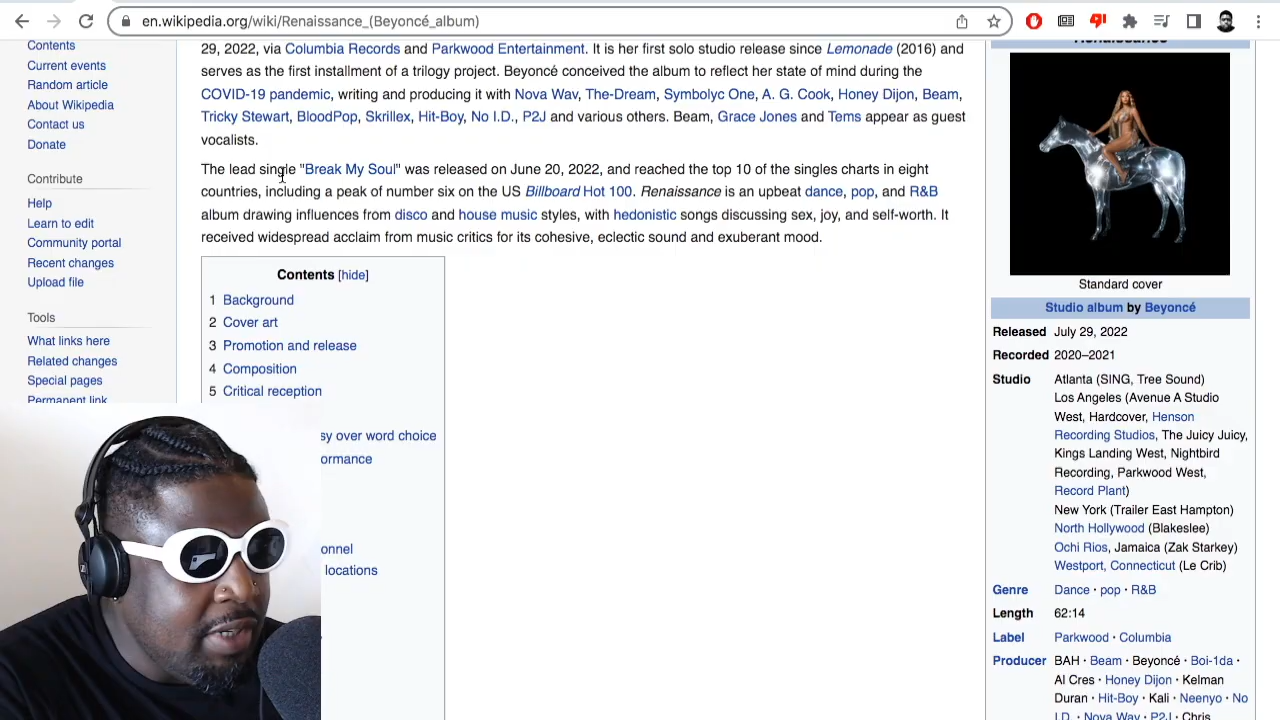 en.wikipedia.org/wiki/Renaissance_(Beyoncé_album)
Contents
Current events
Random article
About Wikipedia
Contact us
Donate
Contribute
Help
Learn to edit
Community portal
Recent changes
Upload file
Tools
What links here
Related changes
Special pages
Permanent link
29, 2022, via Columbia Records and Parkwood Entertainment. It is her first solo studio release since Lemonade (2016) and
serves as the first installment of a trilogy project. Beyoncé conceived the album to reflect her state of mind during the
COVID-19 pandemic, writing and producing it with Nova Wav, The-Dream, Symbolyc One, A. G. Cook, Honey Dijon, Beam,
Tricky Stewart, BloodPop, Skrillex, Hit-Boy, No I.D., P2J and various others. Beam, Grace Jones and Tems appear as guest
vocalists.
The lead single "Break My Soul" was released on June 20, 2022, and reached the top 10 of the singles charts in eight
countries, including a peak of number six on the US Billboard Hot 100. Renaissance is an upbeat dance, pop, and R&B
album drawing influences from disco and house music styles, with hedonistic songs discussing sex, joy, and self-worth. It
received widespread acclaim from music critics for its cohesive, eclectic sound and exuberant mood.
Contents [hide]
1 Background
2 Cover art
3 Promotion and release
4 Composition
5 Critical reception
sy over word choice
ormance
onnel
locations
Renaissance
Standard cover
Studio album by Beyoncé
Released July 29, 2022
Recorded 2020–2021
Studio Atlanta (SING, Tree Sound)
Los Angeles (Avenue A Studio
West, Hardcover, Henson
Recording Studios, The Juicy Juicy,
Kings Landing West, Nightbird
Recording, Parkwood West,
Record Plant)
New York (Trailer East Hampton)
North Hollywood (Blakeslee)
Ochi Rios, Jamaica (Zak Starkey)
Westport, Connecticut (Le Crib)
Genre Dance · pop · R&B
Length 62:14
Label Parkwood · Columbia
Producer BAH · Beam · Beyoncé · Boi-1da ·
Al Cres · Honey Dijon · Kelman
Duran · Hit-Boy · Kali · Neenyo · No
I.D. · Nova Wav · P2J · Chris